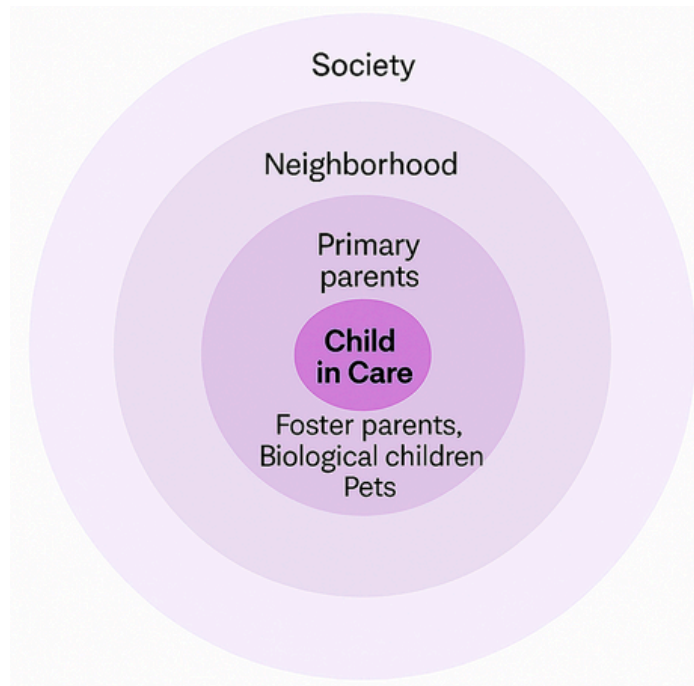 Society
Neighborhood
Primary
parents
Child
in Care
Foster parents,
Biological children
Pets